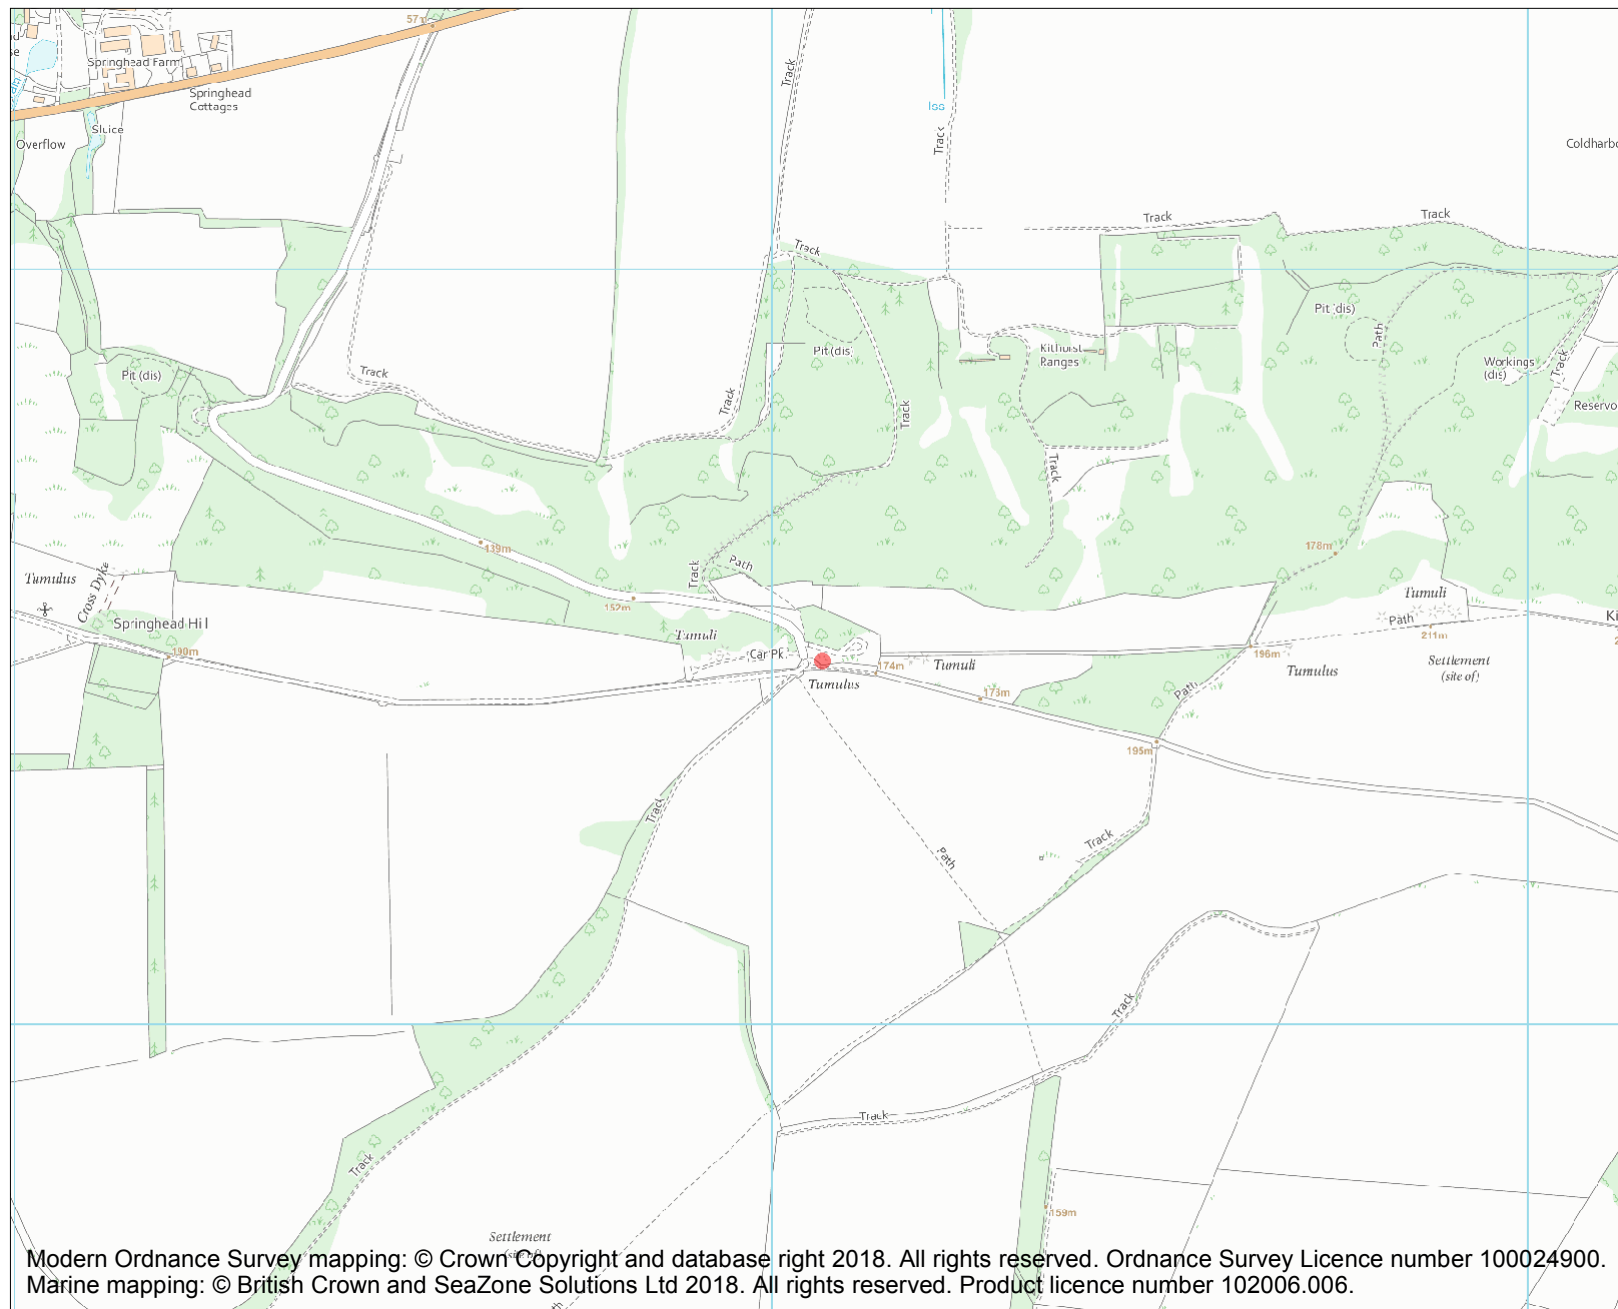 57m
Springhead Farm
Springhead
Cottages
Sluice
Overflow
Track
Iss
Track
Coldharbo
Track
Track
Track
Pit (dis)
Path
Pit (dis)
Kithurst
Ranges
Workings
(dis)
Track
Pit (dis)
Track
Track
Track
Reservo
Track
139m
178m
Tumulus
Cross Dyke
Track
Path
152m
Tumuli
Path
211m
Ki
Springhead Hill
190m
Tumuli
Car Pk
174m
Tumuli
196m
Tumulus
Settlement
(site of)
Tumulus
173m
Path
195m
Track
Path
Track
Track
Track
Track
159m
Settlement
(site of)
Modern Ordnance Survey mapping: © Crown Copyright and database right 2018. All rights reserved. Ordnance Survey Licence number 100024900.
Marine mapping: © British Crown and SeaZone Solutions Ltd 2018. All rights reserved. Product licence number 102006.006.